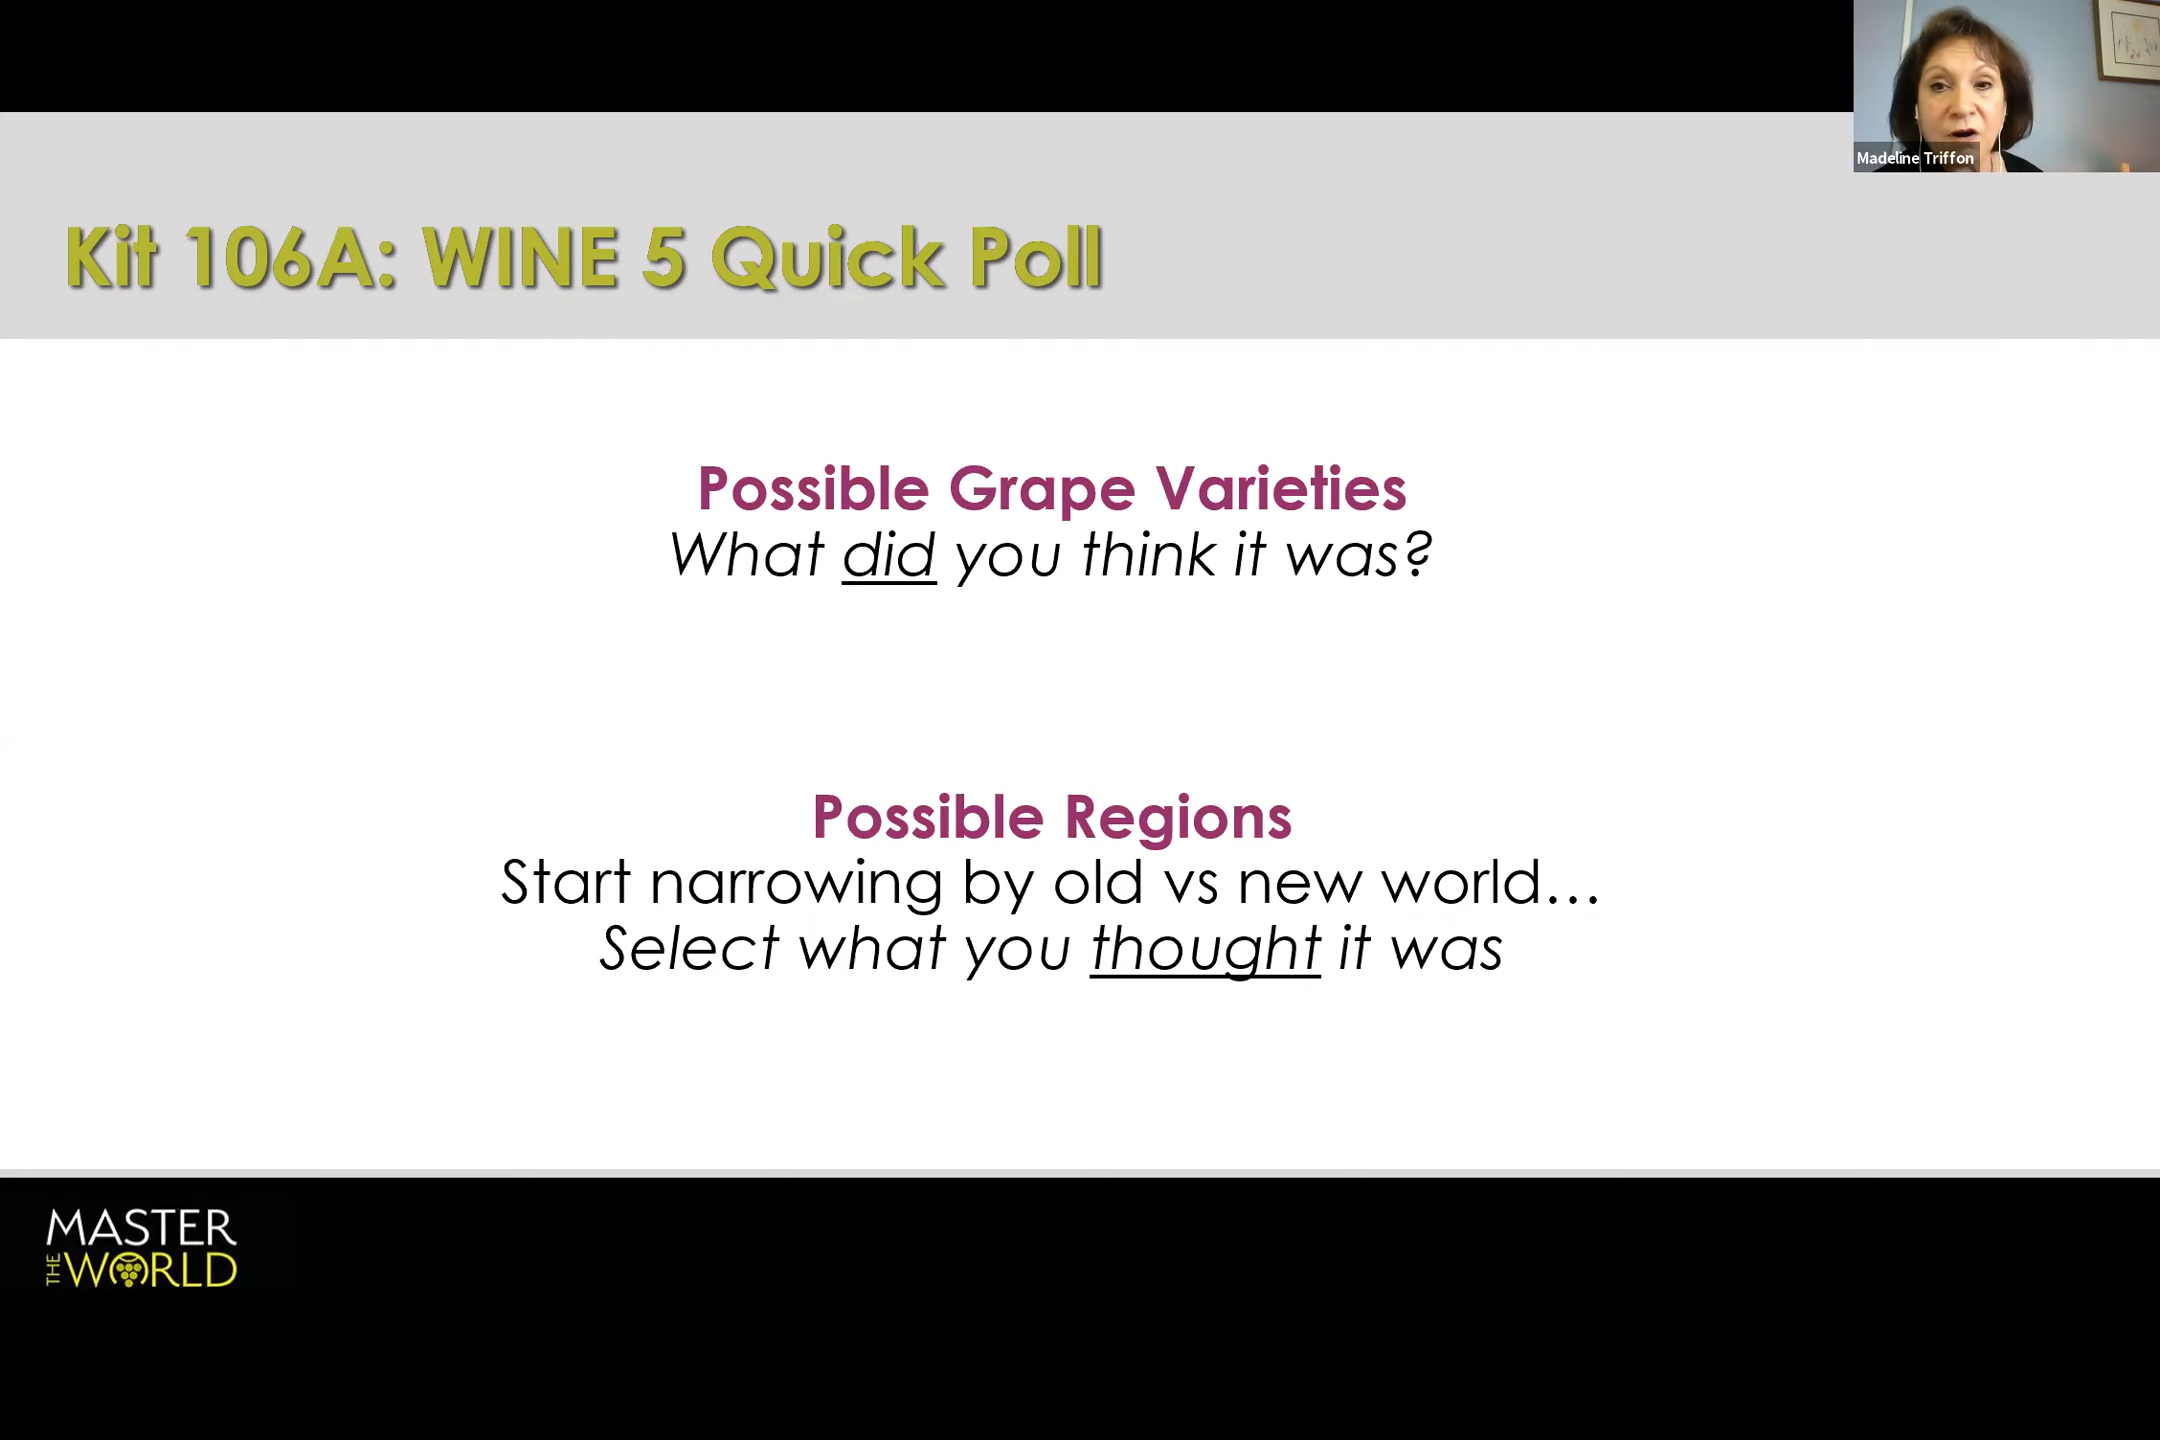 Madeline Triffon
Kit 106A: WINE 5 Quick Poll
Possible Grape Varieties
What did you think it was?
Possible Regions
Start narrowing by old vs new world...
Select what you thought it was
MASTER
THE WORLD